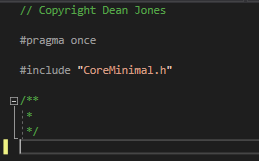 // Copyright Dean Jones
#pragma once
#include "CoreMinimal.h"
/**
*
*/